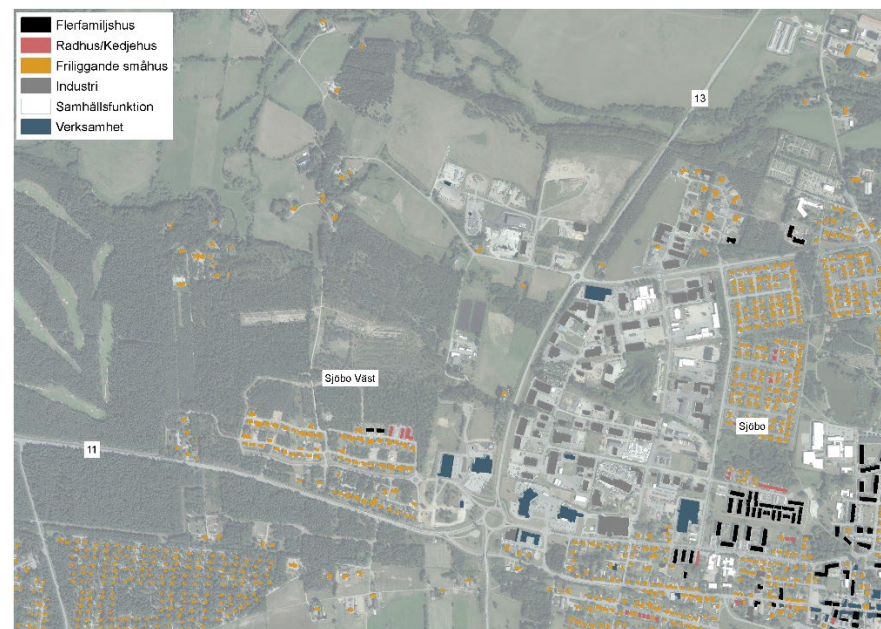 Flerfamiljshus
Radhus/Kedjehus
Friliggande småhus
Industri
Samhällsfunktion
Verksamhet
13
Sjöbo Väst
Sjöbo
11